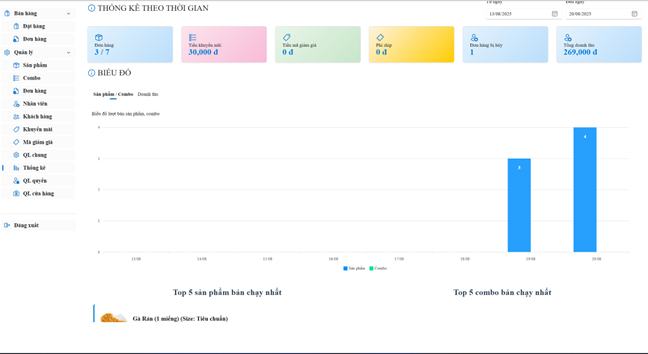 Bán hàng
Đặt hàng
Đơn hàng
Quản lý
Sản phẩm
Combo
Đơn hàng
Nhân viên
Khách hàng
Khuyến mãi
Mã giảm giá
QL chung
Thống kê
QL quyền
QL cửa hàng
Đăng xuất
THỐNG KÊ THEO THỜI GIAN
Từ ngày
Đến ngày
13/08/2025
20/08/2025
Đơn hàng
3 / 7
Tiền khuyến mãi
30,000 đ
Tiền mã giảm giá
0 đ
Phí ship
0 đ
Đơn hàng bị hủy
1
Tổng doanh thu
269,000 đ
BIỂU ĐỒ
Sản phẩm / Combo
Doanh thu
Biểu đồ lượt bán sản phẩm, combo
4
3
2
1
0
3
4
13/08
14/08
15/08
16/08
17/08
18/08
19/08
20/08
Sản phẩm
Combo
Top 5 sản phẩm bán chạy nhất
Top 5 combo bán chạy nhất
Gà Rán (1 miếng) (Size: Tiêu chuẩn)